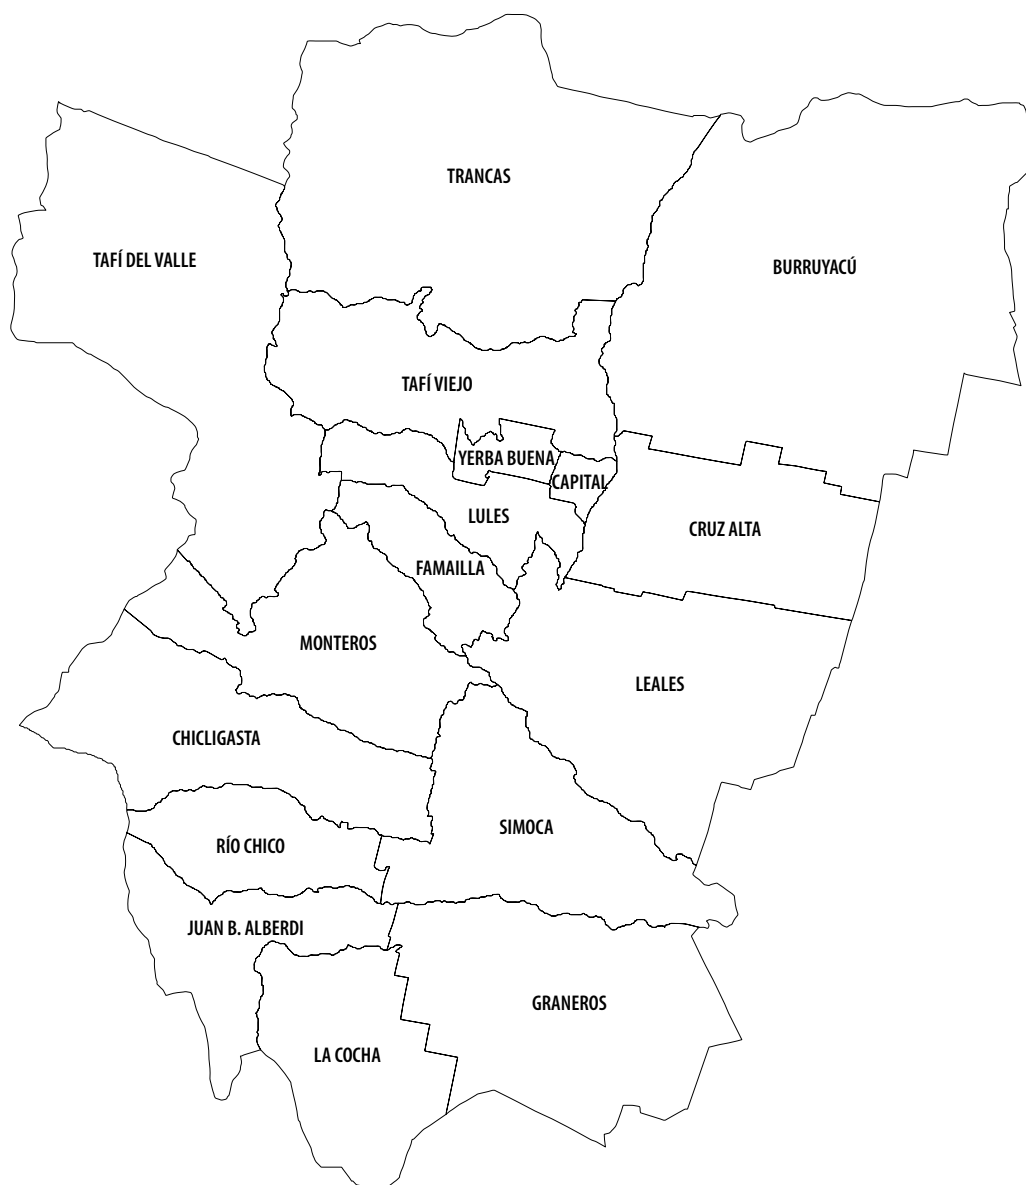 TRANCAS
TAFÍ DEL VALLE
BURRUYACÚ
TAFÍ VIEJO
YERBA BUENA
CAPITAL
LULES
CRUZ ALTA
FAMAILLA
MONTEROS
LEALES
CHICLIGASTA
SIMOCA
RÍO CHICO
JUAN B. ALBERDI
GRANEROS
LA COCHA